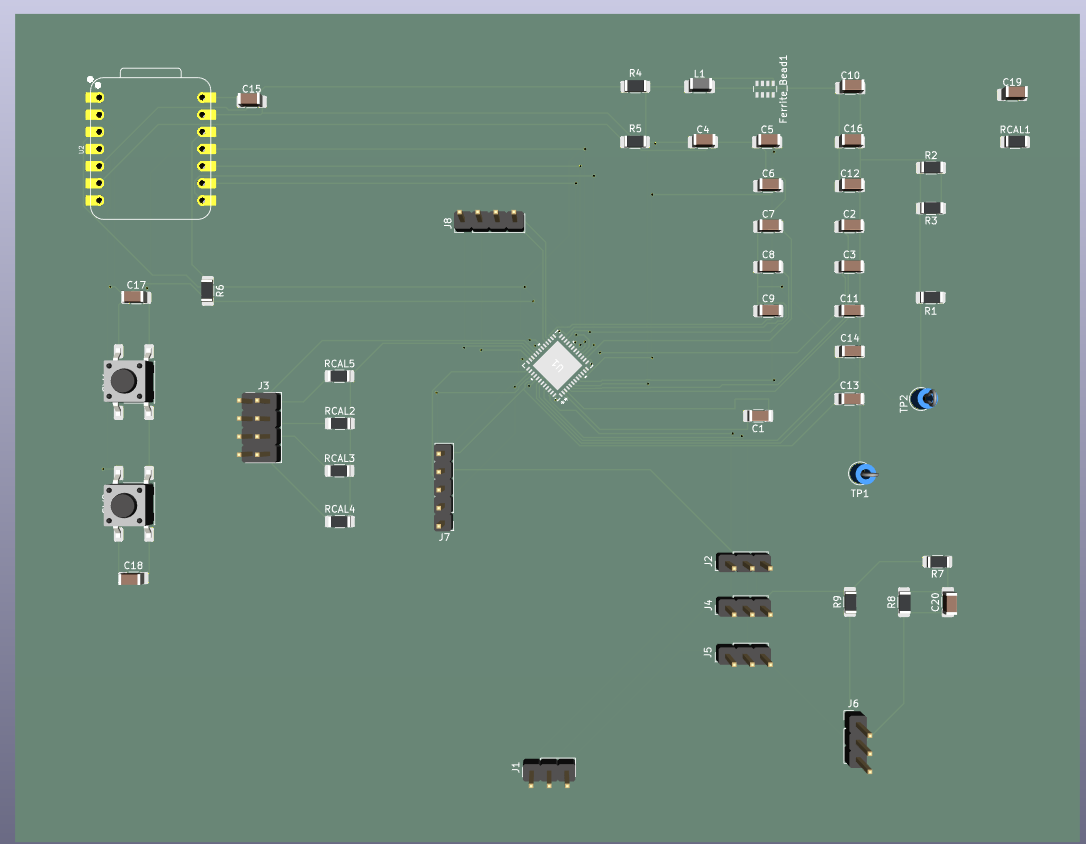 R4
L1
Ferrite_Bead1
C10
C19
C15
R5
C4
C5
C16
RCAL1
U2
R2
C6
C12
R3
J8
C7
C2
C8
C3
C17
R6
C9
C11
R1
C14
U1
RCAL5
J3
C13
TP2
RCAL2
C1
RCAL3
TP1
RCAL4
J7
C18
J2
R7
J4
R9
R8
C20
J5
J6
J1